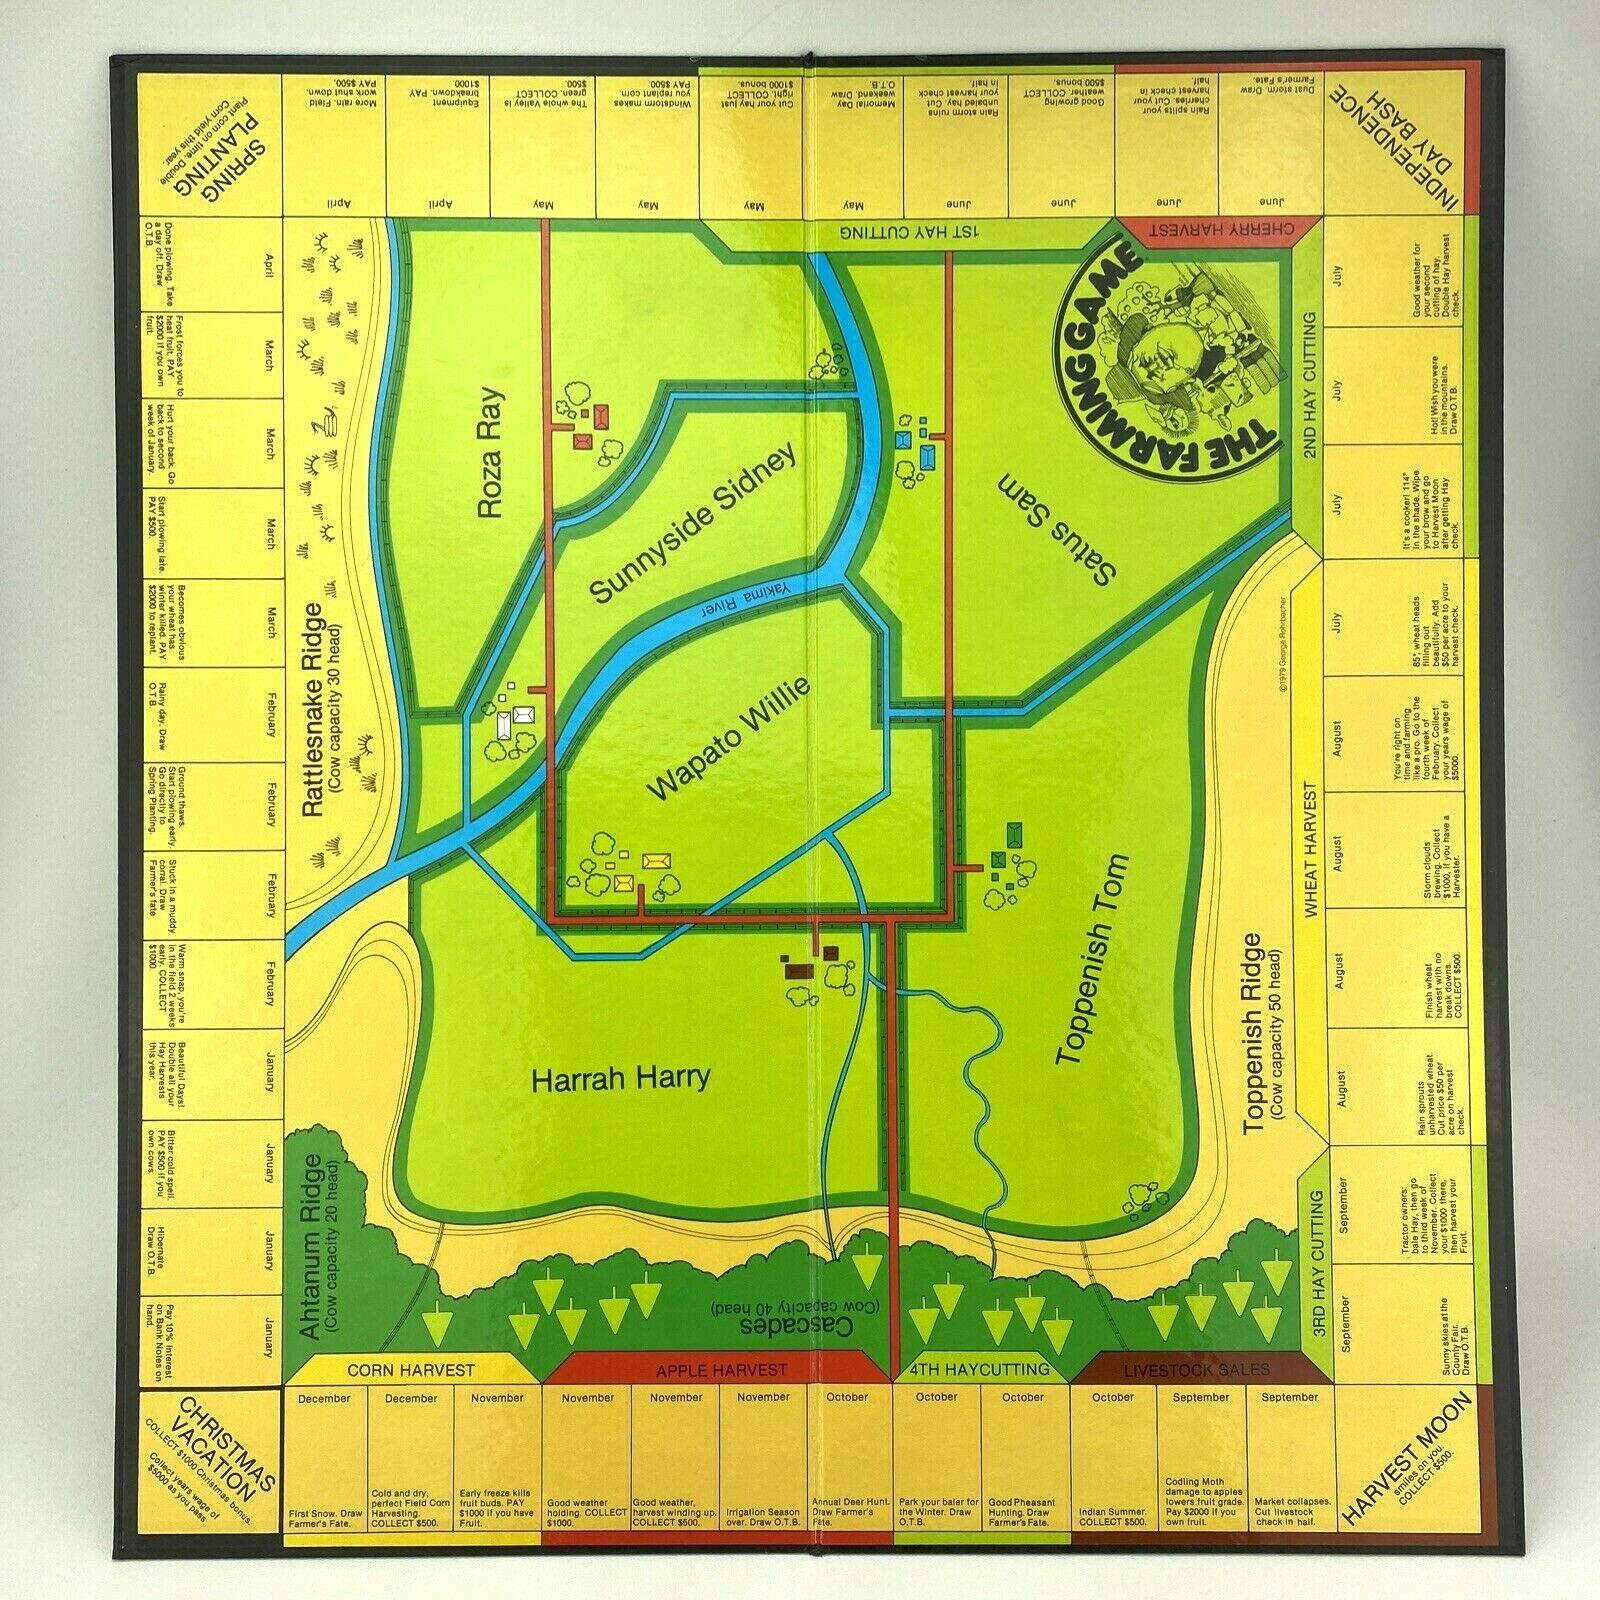 CHRISTMAS
VACATION
COLLECT $1000 Christmas bonus.
Collect years wage of
$5000 as you pass
January
Pay 10% Interest
on Bank Notes on
hand.
January
Hibernate
Draw O.T.B.
January
Bitter cold spell.
PAY $500 if you
own cows.
January
Beautiful Days!
Double all your
Hay Harvests
this year.
February
Warm snap, you're
in the field 2 weeks
early. COLLECT
$1000.
February
Stuck in a muddy
corral. Draw
Farmer's fate
February
Ground thaws.
Start plowing early.
Go directly to
Spring Planting.
February
Rainy day. Draw
O.T.B.
March
Becomes obvious
your wheat has
winter killed. PAY
$2000 to replant.
March
Start plowing late.
PAY $500.
March
Hurt your back. Go
back to second
week of January.
March
Frost forces you to
heat fruit. PAY
$2000 if you own
fruit.
April
Done plowing. Take
a day off. Draw
O.T.B.
SPRING
PLANTING
Plant corn on time. Double
Corn yield this year.
April
More rain. Field
work shut down.
PAY $500.
April
Equipment
Breakdown. PAY
$1000.
May
The whole Valley is
green. COLLECT
$500.
May
Winstorm makes
you replant corn.
PAY $500.
May
Cut your hay just
right. COLLECT
$1000 bonus.
May
Memorial Day
weekend. Draw
O.T.B.
June
Rain storm ruins
unbaled hay. Cut
your harvest check
in half.
June
Good growing
weather. COLLECT
$500 bonus.
June
Rain splits your
cherries. Cut your
harvest check in
half.
June
Dust storm. Draw
Farmer's Fate.
INDEPENDENCE
DAY BASH
July
Good weather for
your second
cutting of hay.
Double Hay harvest
check.
July
Hot! Wish you were
in the mountains.
Draw O.T.B.
July
It's a cooker! 114°
in the shade. Wipe
your brow and go
to Harvest Moon
after getting Hay
check.
July
85°, wheat heads
filling out
beautifully. Add
$50 per acre to your
harvest check.
August
You're right on
time and farming
like a pro. Go to the
fourth week of
February. Collect
your years wage of
$5000.
August
Storm clouds
brewing. Collect
$1000, if you have a
Harvester.
August
Finish wheat
harvest with no
break downs.
COLLECT $500.
August
Rain sprouts
unharvested wheat.
Cut price $50 per
acre on harvest
check.
September
Tractor owners:
bale Hay, then go
to third week of
November. Collect
your $1000 there,
then harvest your
Fruit.
September
Sunny skies at the
County Fair.
Draw O.T.B.
HARVEST MOON
smiles on you.
COLLECT $500.
September
Market collapses.
Cut livestock
check in half.
September
Codling Moth
damage to apples
lowers fruit grade.
Pay $2000 if you
own fruit.
October
Indian Summer.
COLLECT $500.
October
Good Pheasant
Hunting. Draw
Farmer's Fate.
October
Park your baler for
the Winter. Draw
O.T.B.
October
Annual Deer Hunt.
Draw Farmer's
Fate.
November
Irrigation Season
over. Draw O.T.B.
November
Good weather,
harvest winding up.
COLLECT $500.
November
Good weather
holding. COLLECT
$1000.
November
Early freeze kills
fruit buds. PAY
$1000 if you have
Fruit.
December
Cold and dry,
perfect Field Corn
Harvesting.
COLLECT $500.
December
First Snow. Draw
Farmer's Fate.
1ST HAY CUTTING
CHERRY HARVEST
2ND HAY CUTTING
WHEAT HARVEST
3RD HAY CUTTING
LIVESTOCK SALES
4TH HAYCUTTING
APPLE HARVEST
CORN HARVEST
THE FARMING GAME
Roza Ray
Sunnyside Sidney
Satus Sam
Yakima River
Wapato Willie
Harrah Harry
Toppenish Tom
Rattlesnake Ridge
(Cow capacity 30 head)
Ahtanum Ridge
(Cow capacity 20 head)
Cascades
(Cow capacity 40 head)
Toppenish Ridge
(Cow capacity 50 head)
©1979 George Rohrbacher